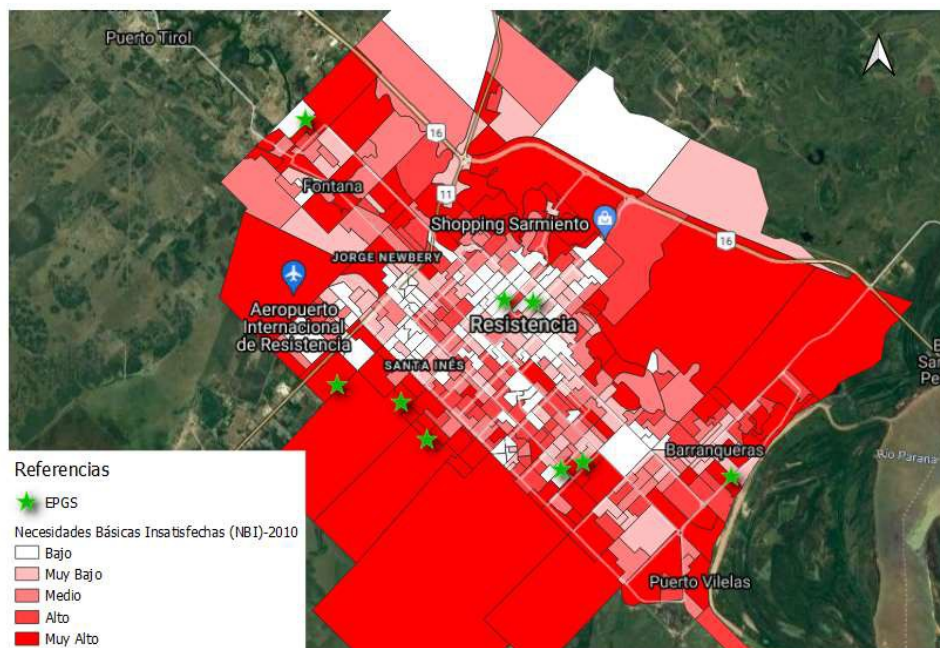 Puerto Tirol
16
Fontana
11
Shopping Sarmiento
16
JORGE NEWBERY
Aeropuerto
Internacional
de Resistencia
Resistencia
SANTA INÉS
Barranqueras
Río Paraná
Puerto Vilelas
Referencias
EPGS
Necesidades Básicas Insatisfechas (NBI)-2010
Bajo
Muy Bajo
Medio
Alto
Muy Alto